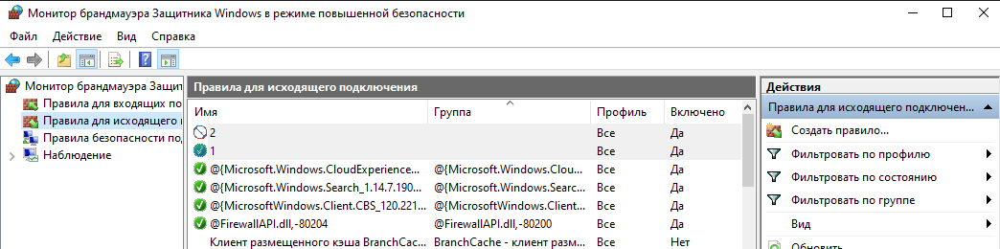 Монитор брандмауэра Защитника Windows в режиме повышенной безопасности
Файл Действие Вид Справка
Монитор брандмауэра Защит
Правила для входящих по
Правила для исходящего
Правила безопасности по
Наблюдение
Правила для исходящего подключения
Имя Группа Профиль Включено
2 Все Да
1 Все Да
@{Microsoft.Windows.CloudExperience... @{Microsoft.Windows.Clou... Все Да
@{Microsoft.Windows.Search_1.14.7.190... @{Microsoft.Windows.Sear... Все Да
@{MicrosoftWindows.Client.CBS_120.221... @{MicrosoftWindows.Client... Все Да
@FirewallAPI.dll,-80204 @FirewallAPI.dll,-80200 Все Да
Клиент размещенного кэша BranchCac... BranchCache - клиент разм... Все Нет
Действия
Правила для исходящего подключен...
Создать правило...
Фильтровать по профилю
Фильтровать по состоянию
Фильтровать по группе
Вид
Обновить